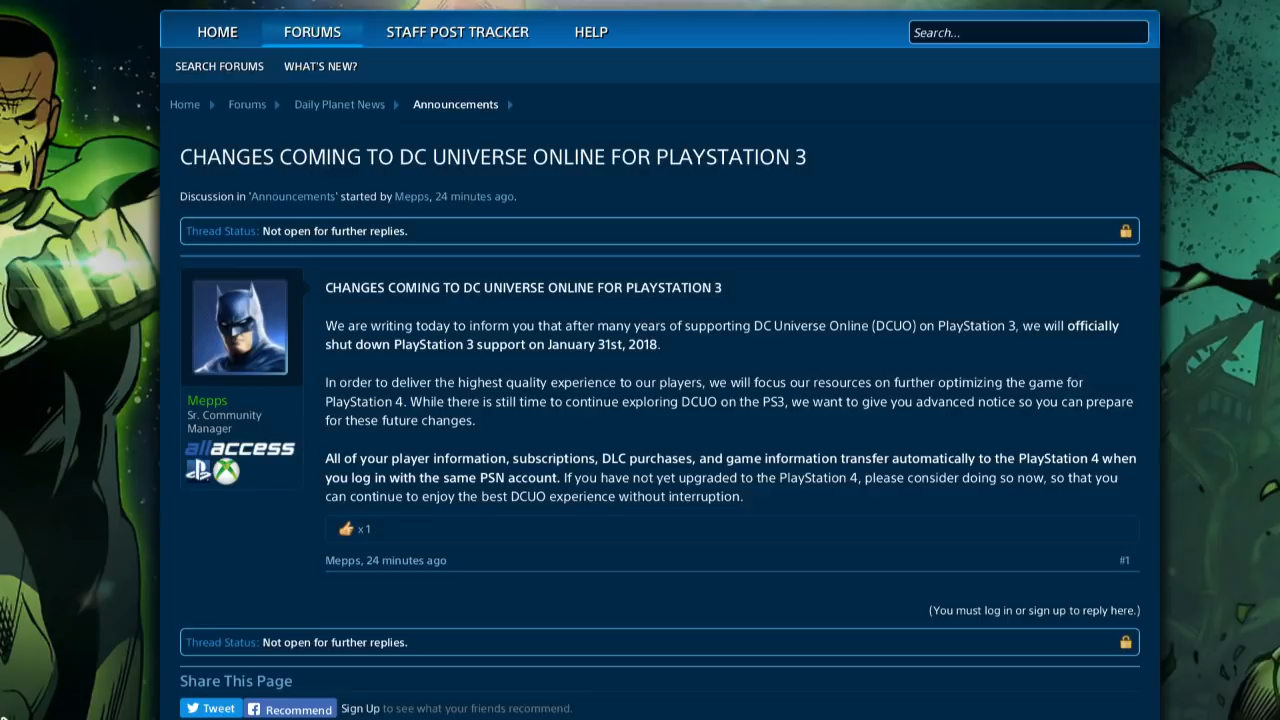 HOME FORUMS STAFF POST TRACKER HELP Search...
SEARCH FORUMS WHAT'S NEW?
Home Forums Daily Planet News Announcements
CHANGES COMING TO DC UNIVERSE ONLINE FOR PLAYSTATION 3
Discussion in 'Announcements' started by Mepps, 24 minutes ago.
Thread Status: Not open for further replies.
CHANGES COMING TO DC UNIVERSE ONLINE FOR PLAYSTATION 3
We are writing today to inform you that after many years of supporting DC Universe Online (DCUO) on PlayStation 3, we will officially
shut down PlayStation 3 support on January 31st, 2018.
In order to deliver the highest quality experience to our players, we will focus our resources on further optimizing the game for
PlayStation 4. While there is still time to continue exploring DCUO on the PS3, we want to give you advanced notice so you can prepare
for these future changes.
All of your player information, subscriptions, DLC purchases, and game information transfer automatically to the PlayStation 4 when
you log in with the same PSN account. If you have not yet upgraded to the PlayStation 4, please consider doing so now, so that you
can continue to enjoy the best DCUO experience without interruption.
Mepps
Sr. Community
Manager
allaccess
x 1
Mepps, 24 minutes ago #1
(You must log in or sign up to reply here.)
Thread Status: Not open for further replies.
Share This Page
Tweet Recommend Sign Up to see what your friends recommend.